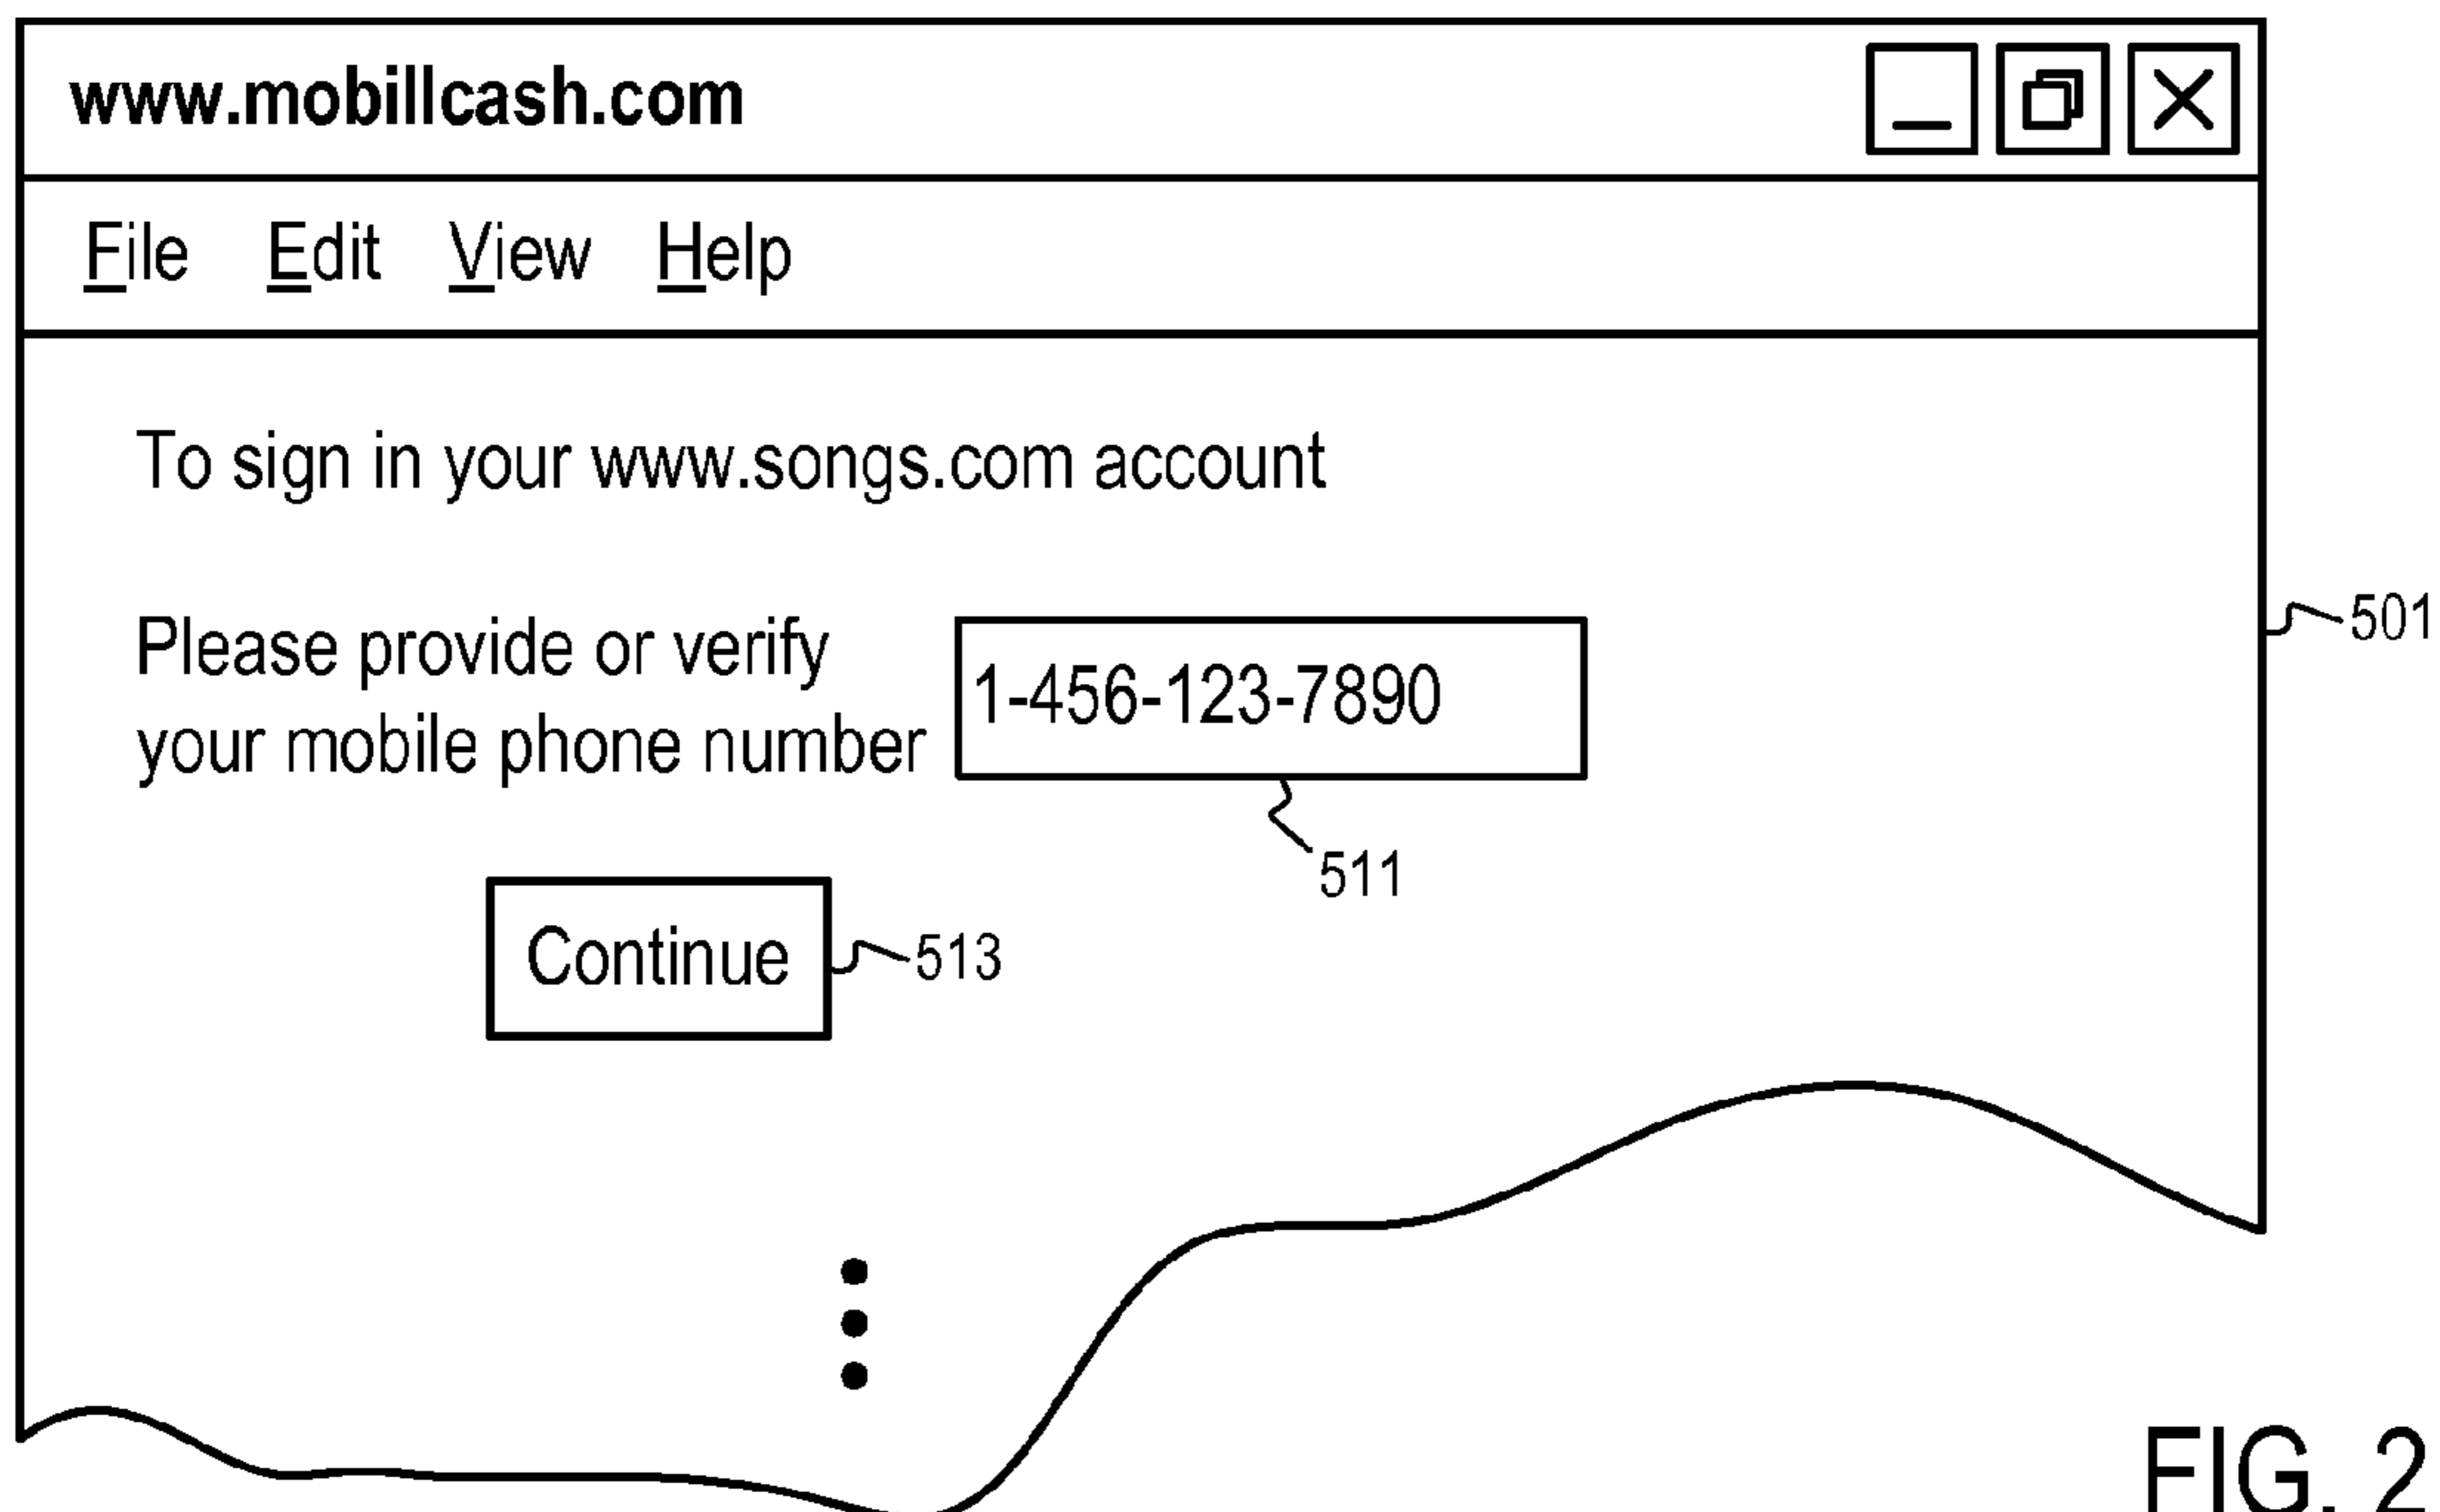 www.mobillcash.com
File Edit View Help
To sign in your www.songs.com account
Please provide or verify
your mobile phone number
1-456-123-7890
501
511
Continue
513
FIG. 2